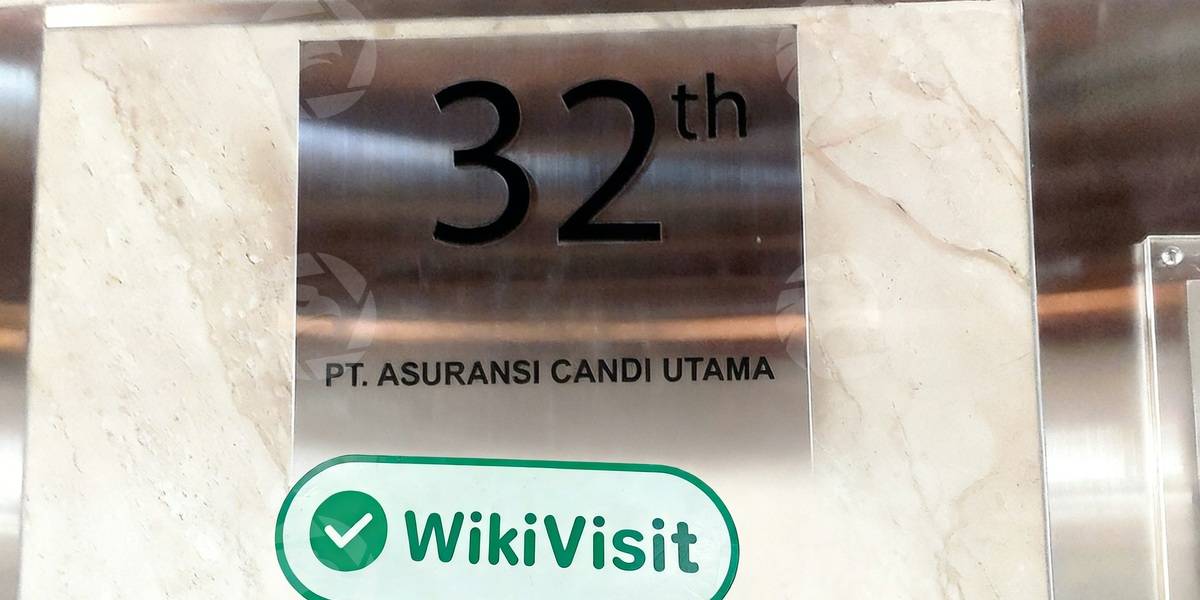 32th
PT. ASURANSI CANDI UTAMA
WikiVisit